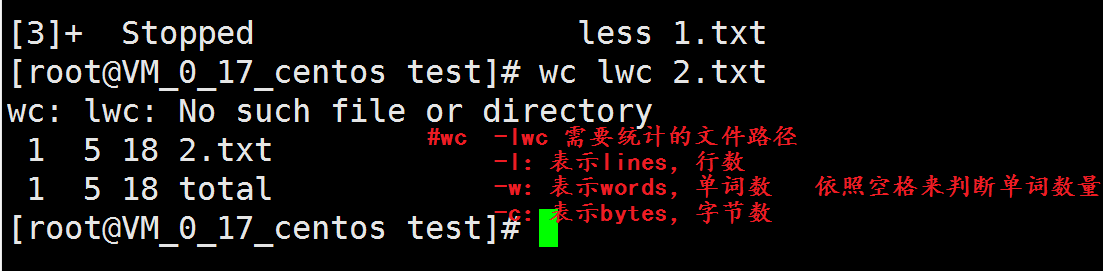 [3]+  Stopped                 less 1.txt
[root@VM_0_17_centos test]# wc lwc 2.txt
wc: lwc: No such file or directory
#wc  -lwc 需要统计的文件路径
 1  5 18 2.txt
-l: 表示lines, 行数
 1  5 18 total
-w: 表示words, 单词数  依照空格来判断单词数量
-c: 表示bytes, 字节数
[root@VM_0_17_centos test]#